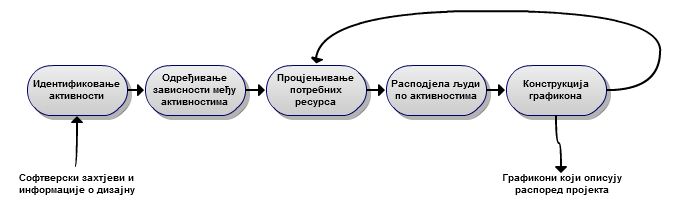 Идентификовање
активности
Одређивање
зависности међу
активностима
Процјењивање
потребних
ресурса
Расподјела људи
по активностима
Конструкција
графикона
Софтверски захтјеви и
информације о дизајну
Графикони који описују
распоред пројекта